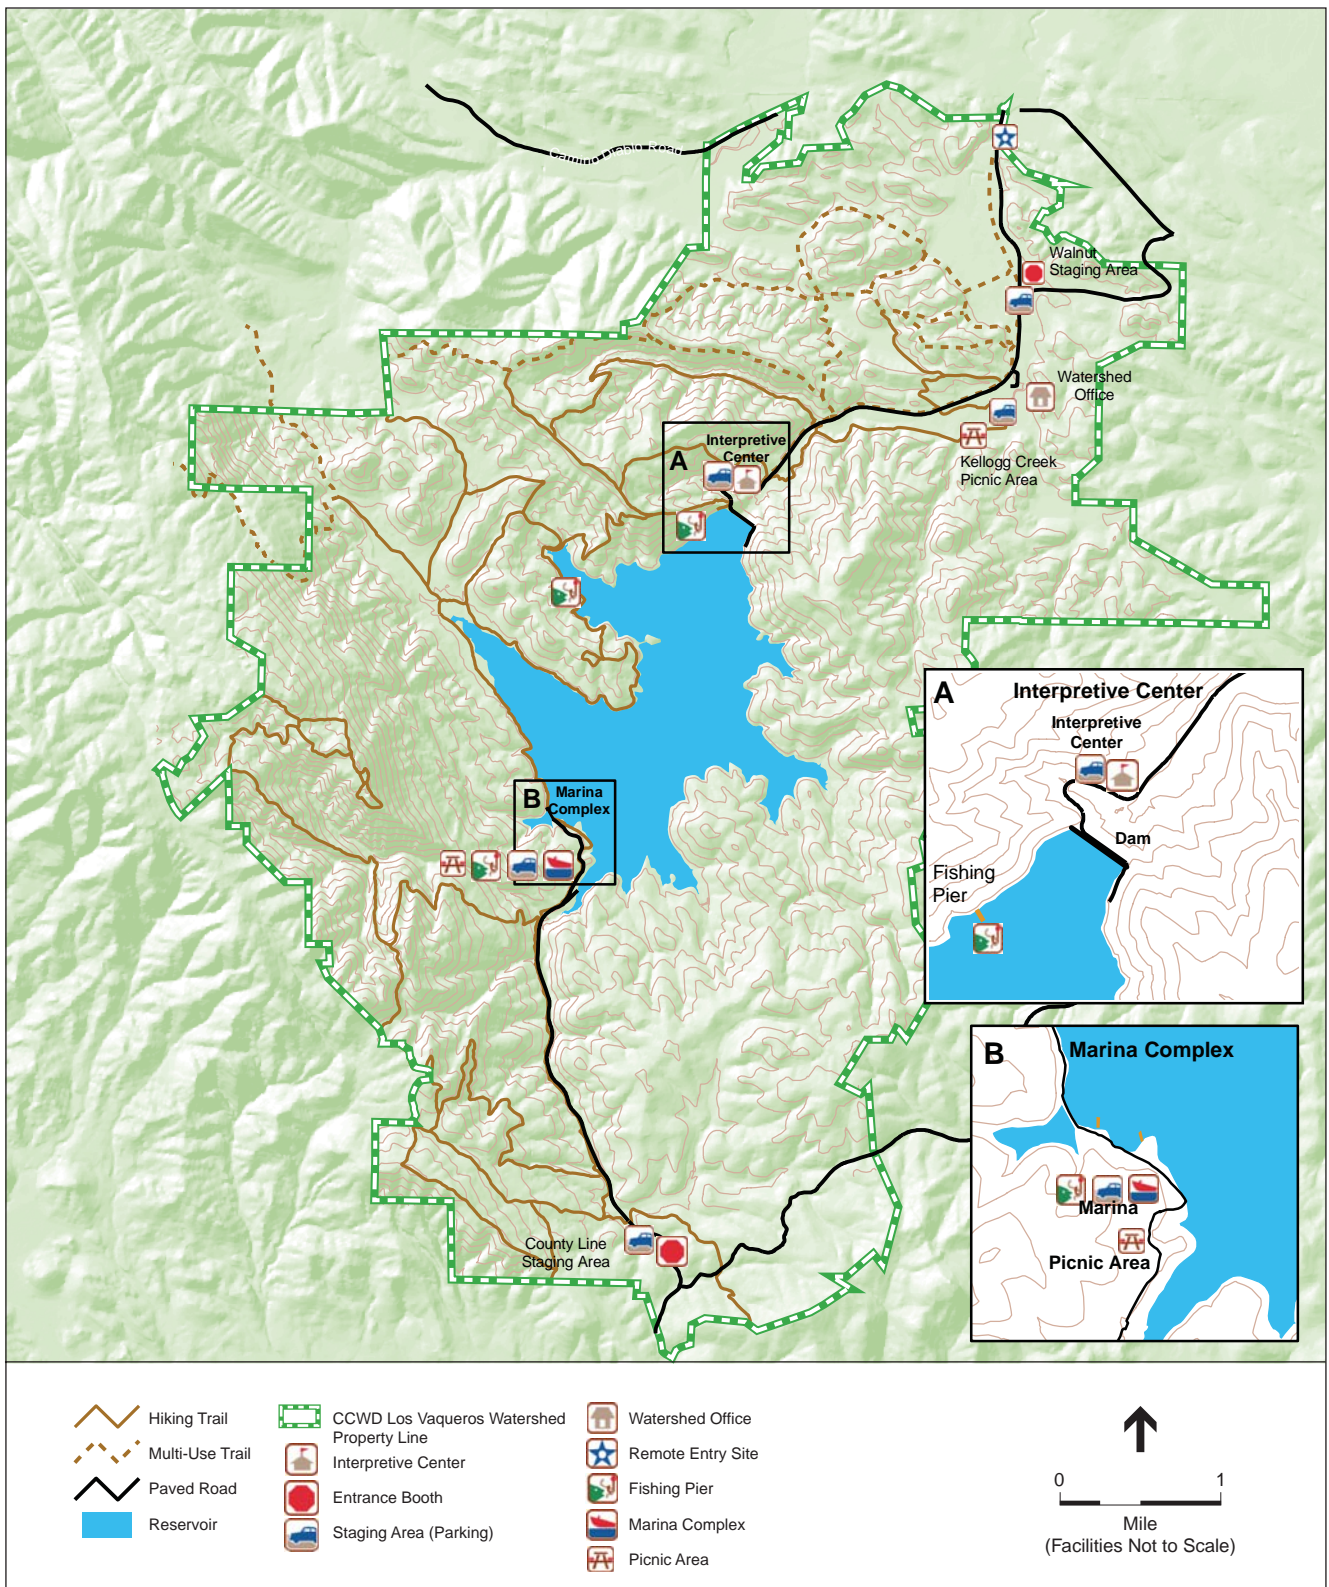 Camino Diablo Road
Walnut
Staging Area
Watershed
Office
Interpretive
Center
A
Kellogg Creek
Picnic Area
B
Marina
Complex
County Line
Staging Area
A
Interpretive Center
Interpretive
Center
Dam
Fishing
Pier
B
Marina Complex
Marina
Picnic Area
Hiking Trail
Multi-Use Trail
Paved Road
Reservoir
CCWD Los Vaqueros Watershed
Property Line
Interpretive Center
Entrance Booth
Staging Area (Parking)
Watershed Office
Remote Entry Site
Fishing Pier
Marina Complex
Picnic Area
0 1
Mile
(Facilities Not to Scale)